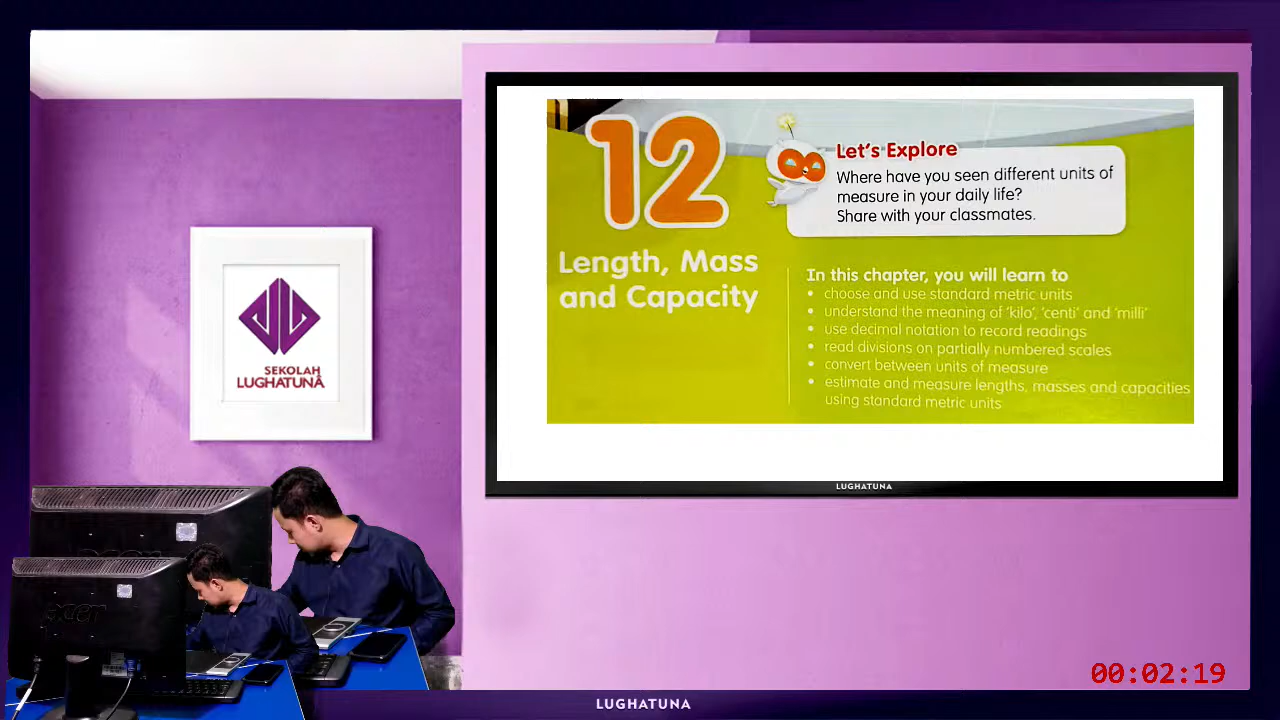 12
Length, Mass
and Capacity
Let's Explore
Where have you seen different units of
measure in your daily life?
Share with your classmates.
In this chapter, you will learn to
• choose and use standard metric units
• understand the meaning of 'kilo', 'centi' and 'milli'
• use decimal notation to record readings
• read divisions on partially numbered scales
• convert between units of measure
• estimate and measure lengths, masses and capacities
using standard metric units
LUGHATUNA
SEKOLAH
LUGHATUNA
acer
00:02:19
LUGHATUNA